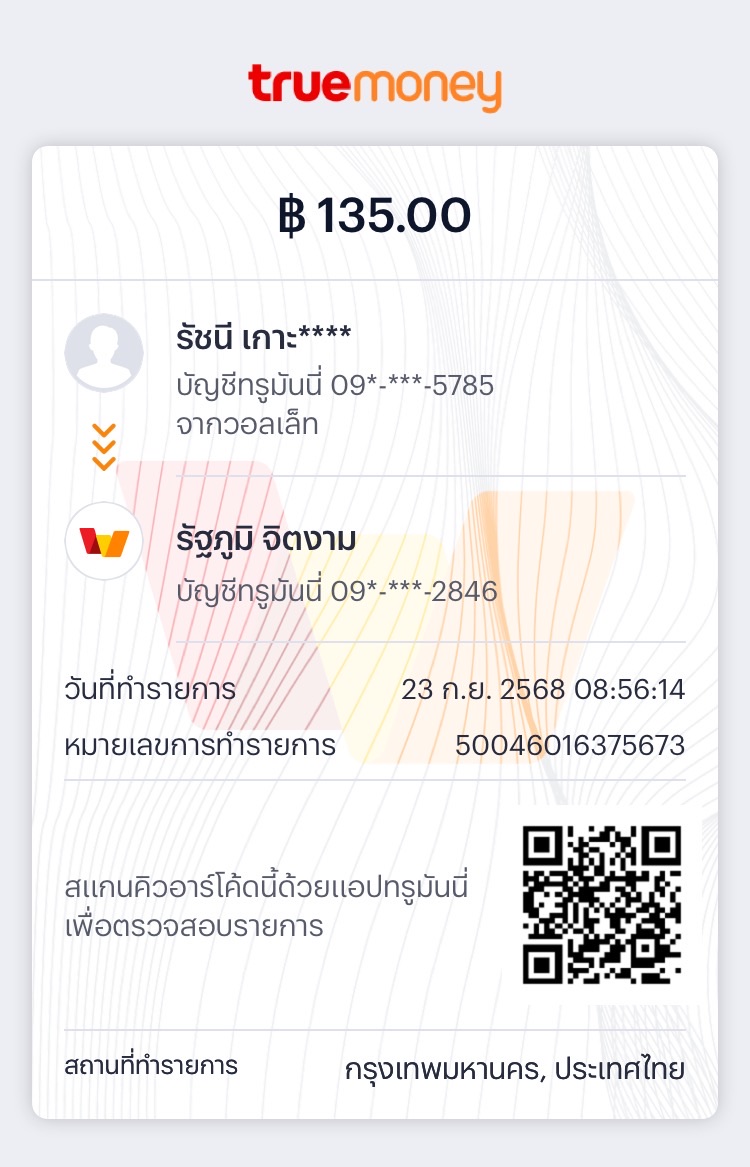 truemoney
฿ 135.00
รัชนี เกาะ****
บัญชีทรูมันนี่ 09*-***-5785
จากวอลเล็ท
รัฐภูมิ จิตงาม
บัญชีทรูมันนี่ 09*-***-2846
วันที่ทำรายการ 23 ก.ย. 2568 08:56:14
หมายเลขการทำรายการ 50046016375673
สแกนคิวอาร์โค้ดนี้ด้วยแอปทรูมันนี่
เพื่อตรวจสอบรายการ
สถานที่ทำรายการ กรุงเทพมหานคร, ประเทศไทย